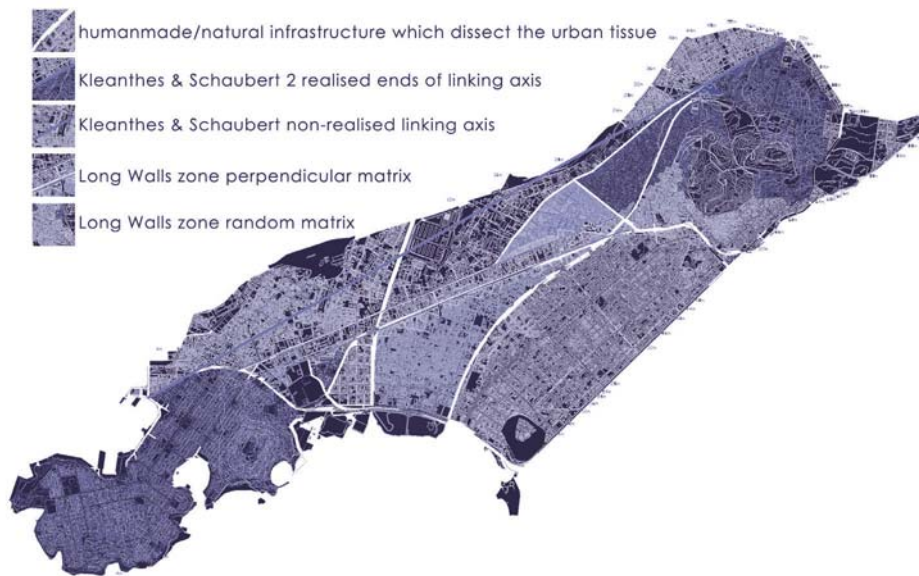 humanmade/natural infrastructure which dissect the urban tissue
Kleanthes & Schaubert 2 realised ends of linking axis
Kleanthes & Schaubert non-realised linking axis
Long Walls zone perpendicular matrix
Long Walls zone random matrix